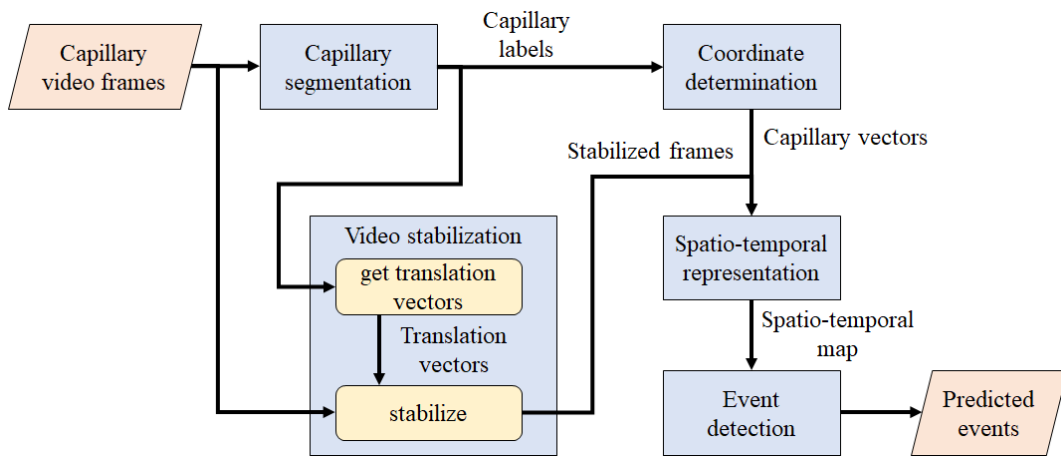 Capillary
video frames
Capillary
segmentation
Capillary
labels
Coordinate
determination
Stabilized frames
Capillary vectors
Video stabilization
get translation
vectors
Translation
vectors
stabilize
Spatio-temporal
representation
Spatio-temporal
map
Event
detection
Predicted
events